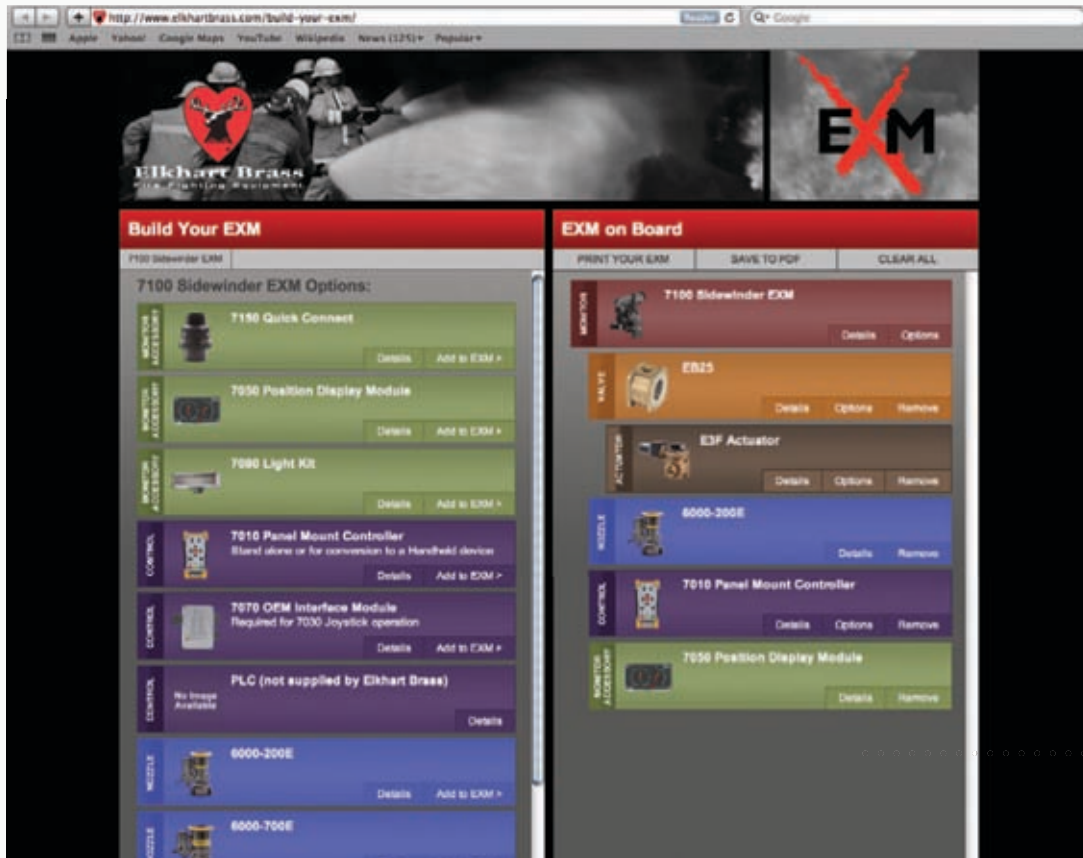 http://www.elkhartbrass.com/build-your-exm/
Reader
Google
Apple Yahoo! Google Maps YouTube Wikipedia News (125) Popular
Elkhart Brass
Fire Fighting Equipment
EXM
Build Your EXM
7100 Sidewinder EXM
7100 Sidewinder EXM Options:
MONITOR ACCESSORY
7150 Quick Connect
Details Add to EXM >
MONITOR ACCESSORY
7050 Position Display Module
Details Add to EXM >
MONITOR ACCESSORY
7080 Light Kit
Details Add to EXM >
CONTROL
7010 Panel Mount Controller
Stand alone or for conversion to a Handheld device
Details Add to EXM >
CONTROL
7070 OEM Interface Module
Required for 7030 Joystick operation
Details Add to EXM >
CONTROL
No Image
Available
PLC (not supplied by Elkhart Brass)
Details
NOZZLE
6000-200E
Details Add to EXM >
NOZZLE
6000-700E
EXM on Board
PRINT YOUR EXM SAVE TO PDF CLEAR ALL
MONITOR
7100 Sidewinder EXM
Details Options
VALVE
EB25
Details Options Remove
ACTUATOR
E3F Actuator
Details Options Remove
NOZZLE
6000-200E
Details Remove
CONTROL
7010 Panel Mount Controller
Details Options Remove
MONITOR ACCESSORY
7050 Position Display Module
Details Remove